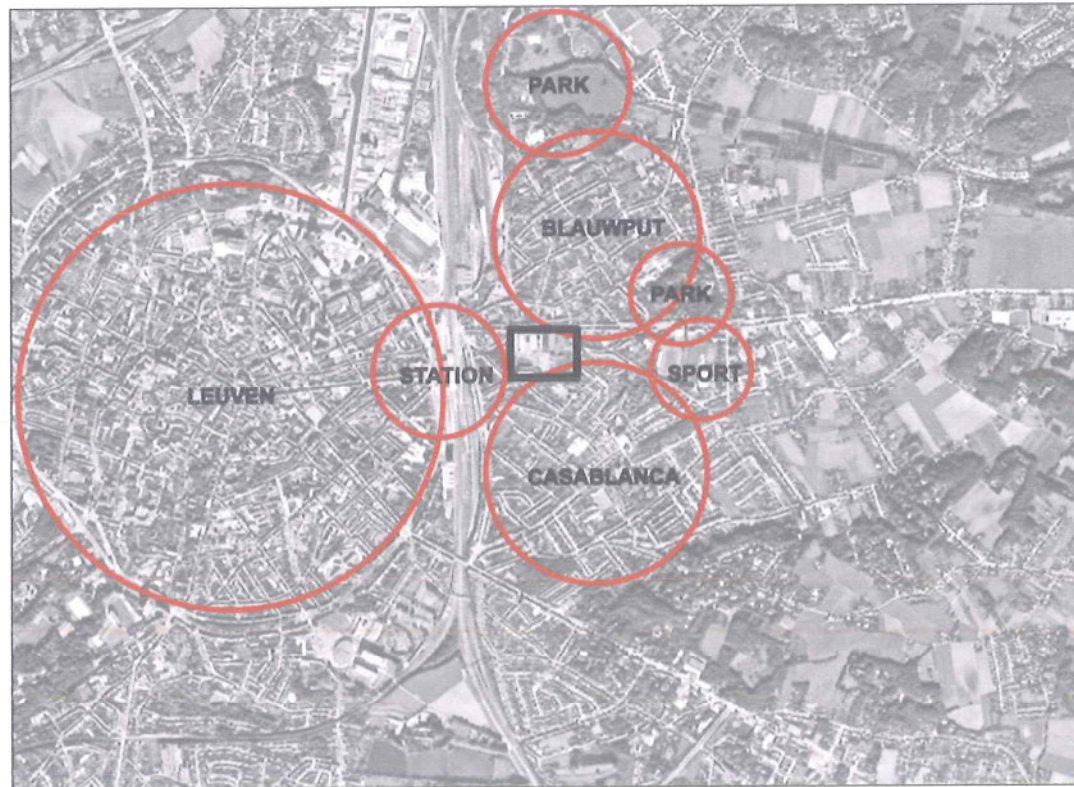 PARK
BLAUWPUT
PARK
STATION
SPORT
LEUVEN
CASABLANCA